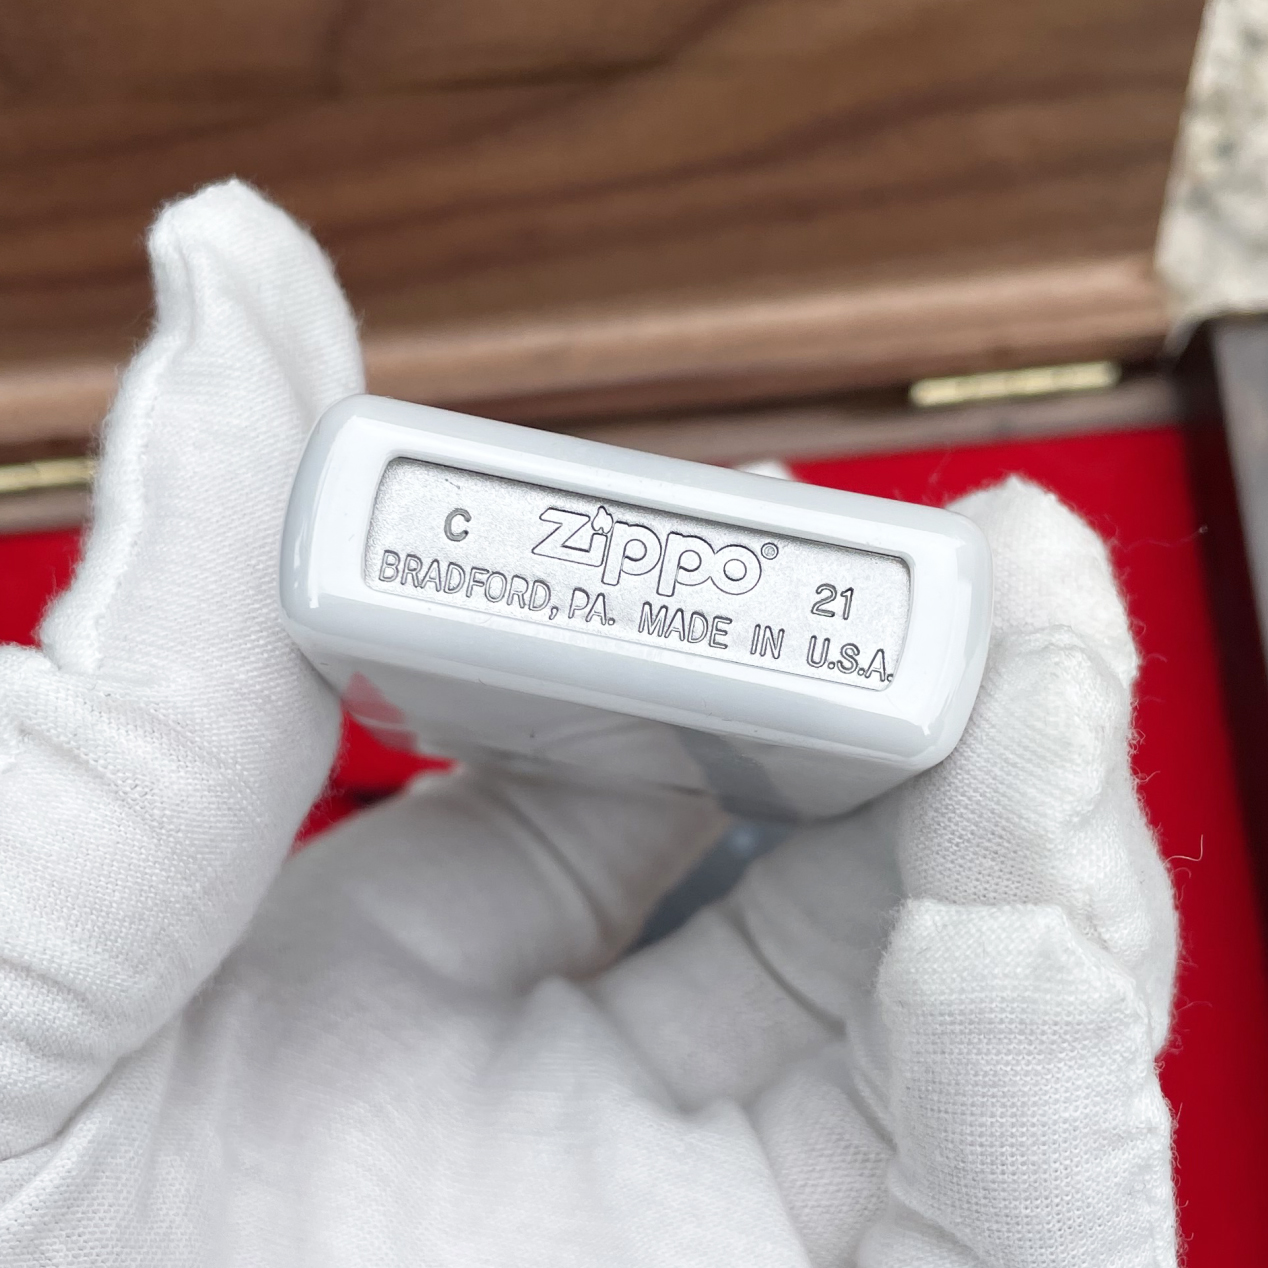 C Zippo® 21
BRADFORD, PA. MADE IN U.S.A.